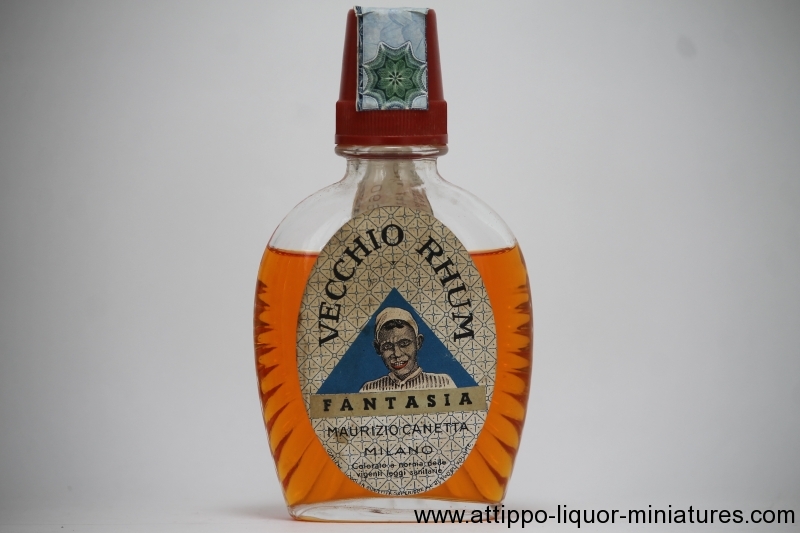 VECCHIO RHUM
FANTASIA
MAURIZIO CANETTA
MILANO
Colorato a norma delle
vigenti leggi sanitarie
www.attippo-liquor-miniatures.com